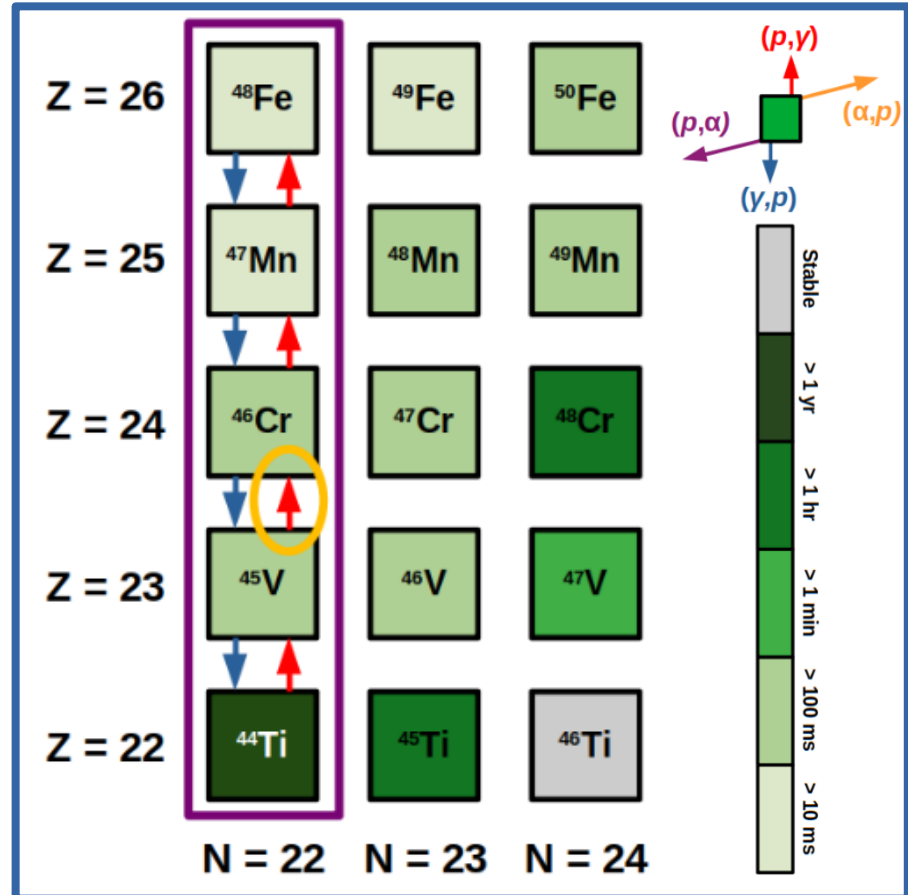 Z = 26 ⁴⁸Fe ⁴⁹Fe ⁵⁰Fe
Z = 25 ⁴⁷Mn ⁴⁸Mn ⁴⁹Mn
Z = 24 ⁴⁶Cr ⁴⁷Cr ⁴⁸Cr
Z = 23 ⁴⁵V ⁴⁶V ⁴⁷V
Z = 22 ⁴⁴Ti ⁴⁵Ti ⁴⁶Ti
N = 22 N = 23 N = 24
(p,γ)
(α,p)
(p,α)
(γ,p)
Stable
> 1 yr
> 1 hr
> 1 min
> 100 ms
> 10 ms